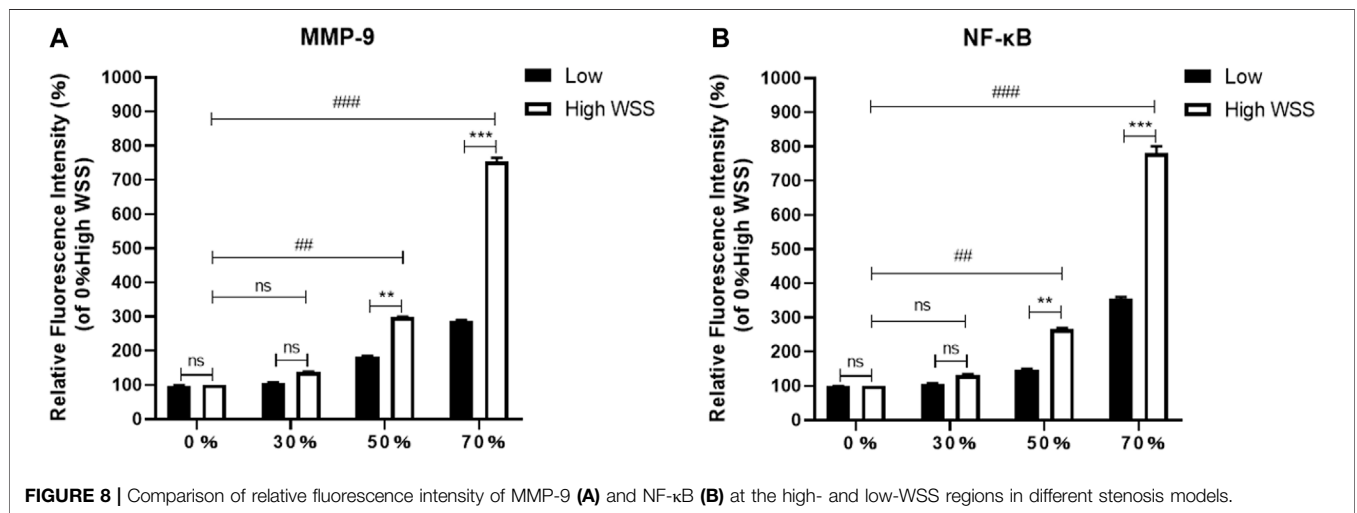 A
MMP-9
Relative Fluorescence Intensity (%)
(of 0%High WSS)
1000
900
800
700
600
500
400
300
200
100
0
###
***
##
ns
**
ns
ns
0 %
30 %
50 %
70 %
Low
High WSS
B
NF-κB
Relative Fluorescence Intensity (%)
(of 0%High WSS)
1000
900
800
700
600
500
400
300
200
100
0
###
***
##
ns
**
ns
ns
0 %
30 %
50 %
70 %
Low
High WSS
FIGURE 8 | Comparison of relative fluorescence intensity of MMP-9 (A) and NF-κB (B) at the high- and low-WSS regions in different stenosis models.